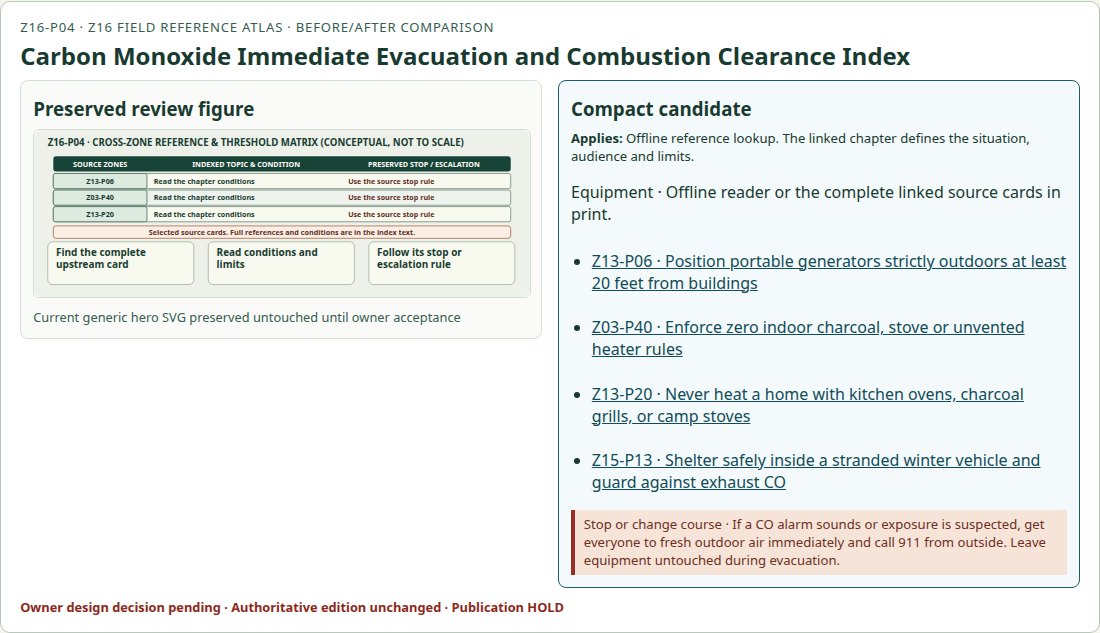 Z16-P04 · Z16 FIELD REFERENCE ATLAS · BEFORE/AFTER COMPARISON
Carbon Monoxide Immediate Evacuation and Combustion Clearance Index
Preserved review figure
Z16-P04 · CROSS-ZONE REFERENCE & THRESHOLD MATRIX (CONCEPTUAL, NOT TO SCALE)
SOURCE ZONES INDEXED TOPIC & CONDITION PRESERVED STOP / ESCALATION
Z13-P06 Read the chapter conditions Use the source stop rule
Z03-P40 Read the chapter conditions Use the source stop rule
Z13-P20 Read the chapter conditions Use the source stop rule
Selected source cards. Full references and conditions are in the index text.
Find the complete
upstream card
Read conditions and
limits
Follow its stop or
escalation rule
Current generic hero SVG preserved untouched until owner acceptance
Compact candidate
Applies: Offline reference lookup. The linked chapter defines the situation,
audience and limits.
Equipment · Offline reader or the complete linked source cards in
print.
• Z13-P06 · Position portable generators strictly outdoors at least
20 feet from buildings
• Z03-P40 · Enforce zero indoor charcoal, stove or unvented
heater rules
• Z13-P20 · Never heat a home with kitchen ovens, charcoal
grills, or camp stoves
• Z15-P13 · Shelter safely inside a stranded winter vehicle and
guard against exhaust CO
Stop or change course · If a CO alarm sounds or exposure is suspected, get
everyone to fresh outdoor air immediately and call 911 from outside. Leave
equipment untouched during evacuation.
Owner design decision pending · Authoritative edition unchanged · Publication HOLD